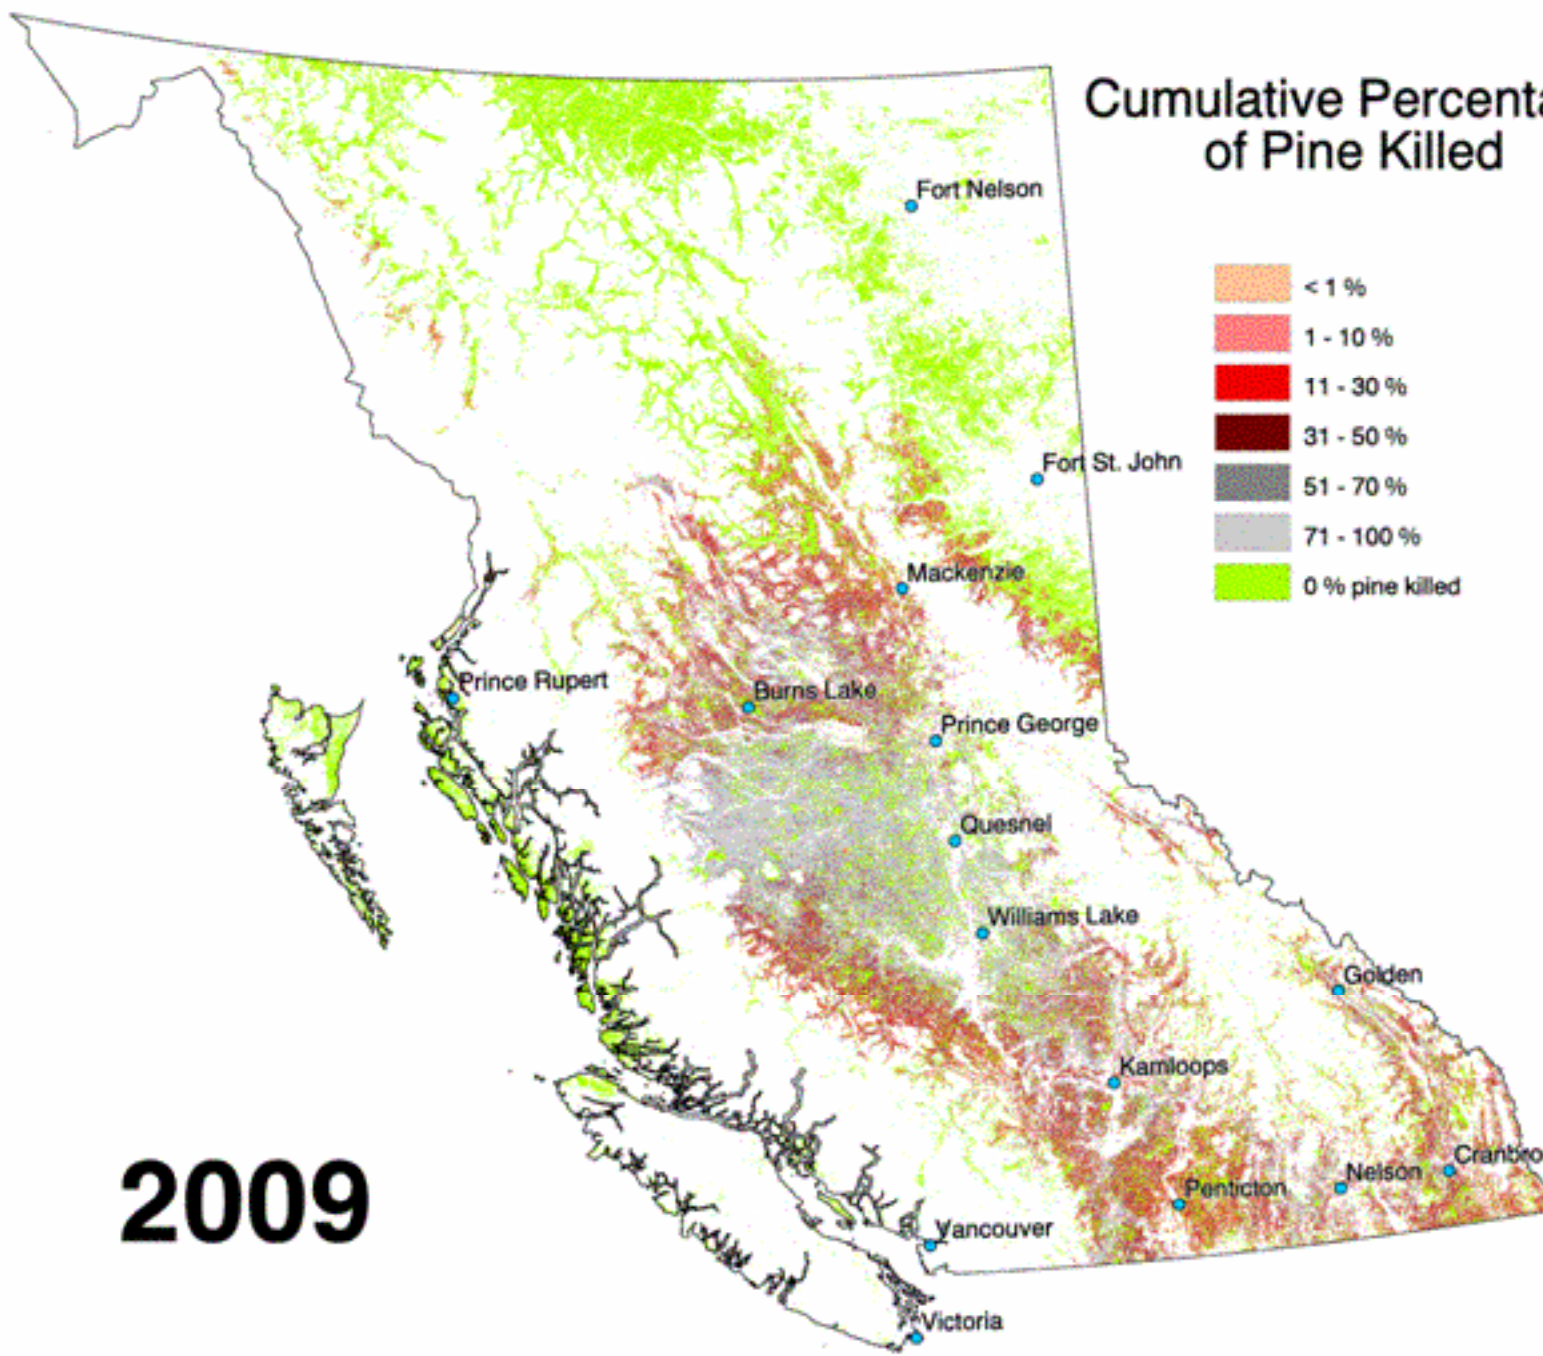 Cumulative Percenta
of Pine Killed
Fort Nelson
< 1 %
1 - 10 %
11 - 30 %
31 - 50 %
51 - 70 %
71 - 100 %
0 % pine killed
Fort St. John
Mackenzie
Prince Rupert
Burns Lake
Prince George
Quesnel
Williams Lake
Golden
Kamloops
Cranbro
Nelson
Penticton
2009
Vancouver
Victoria